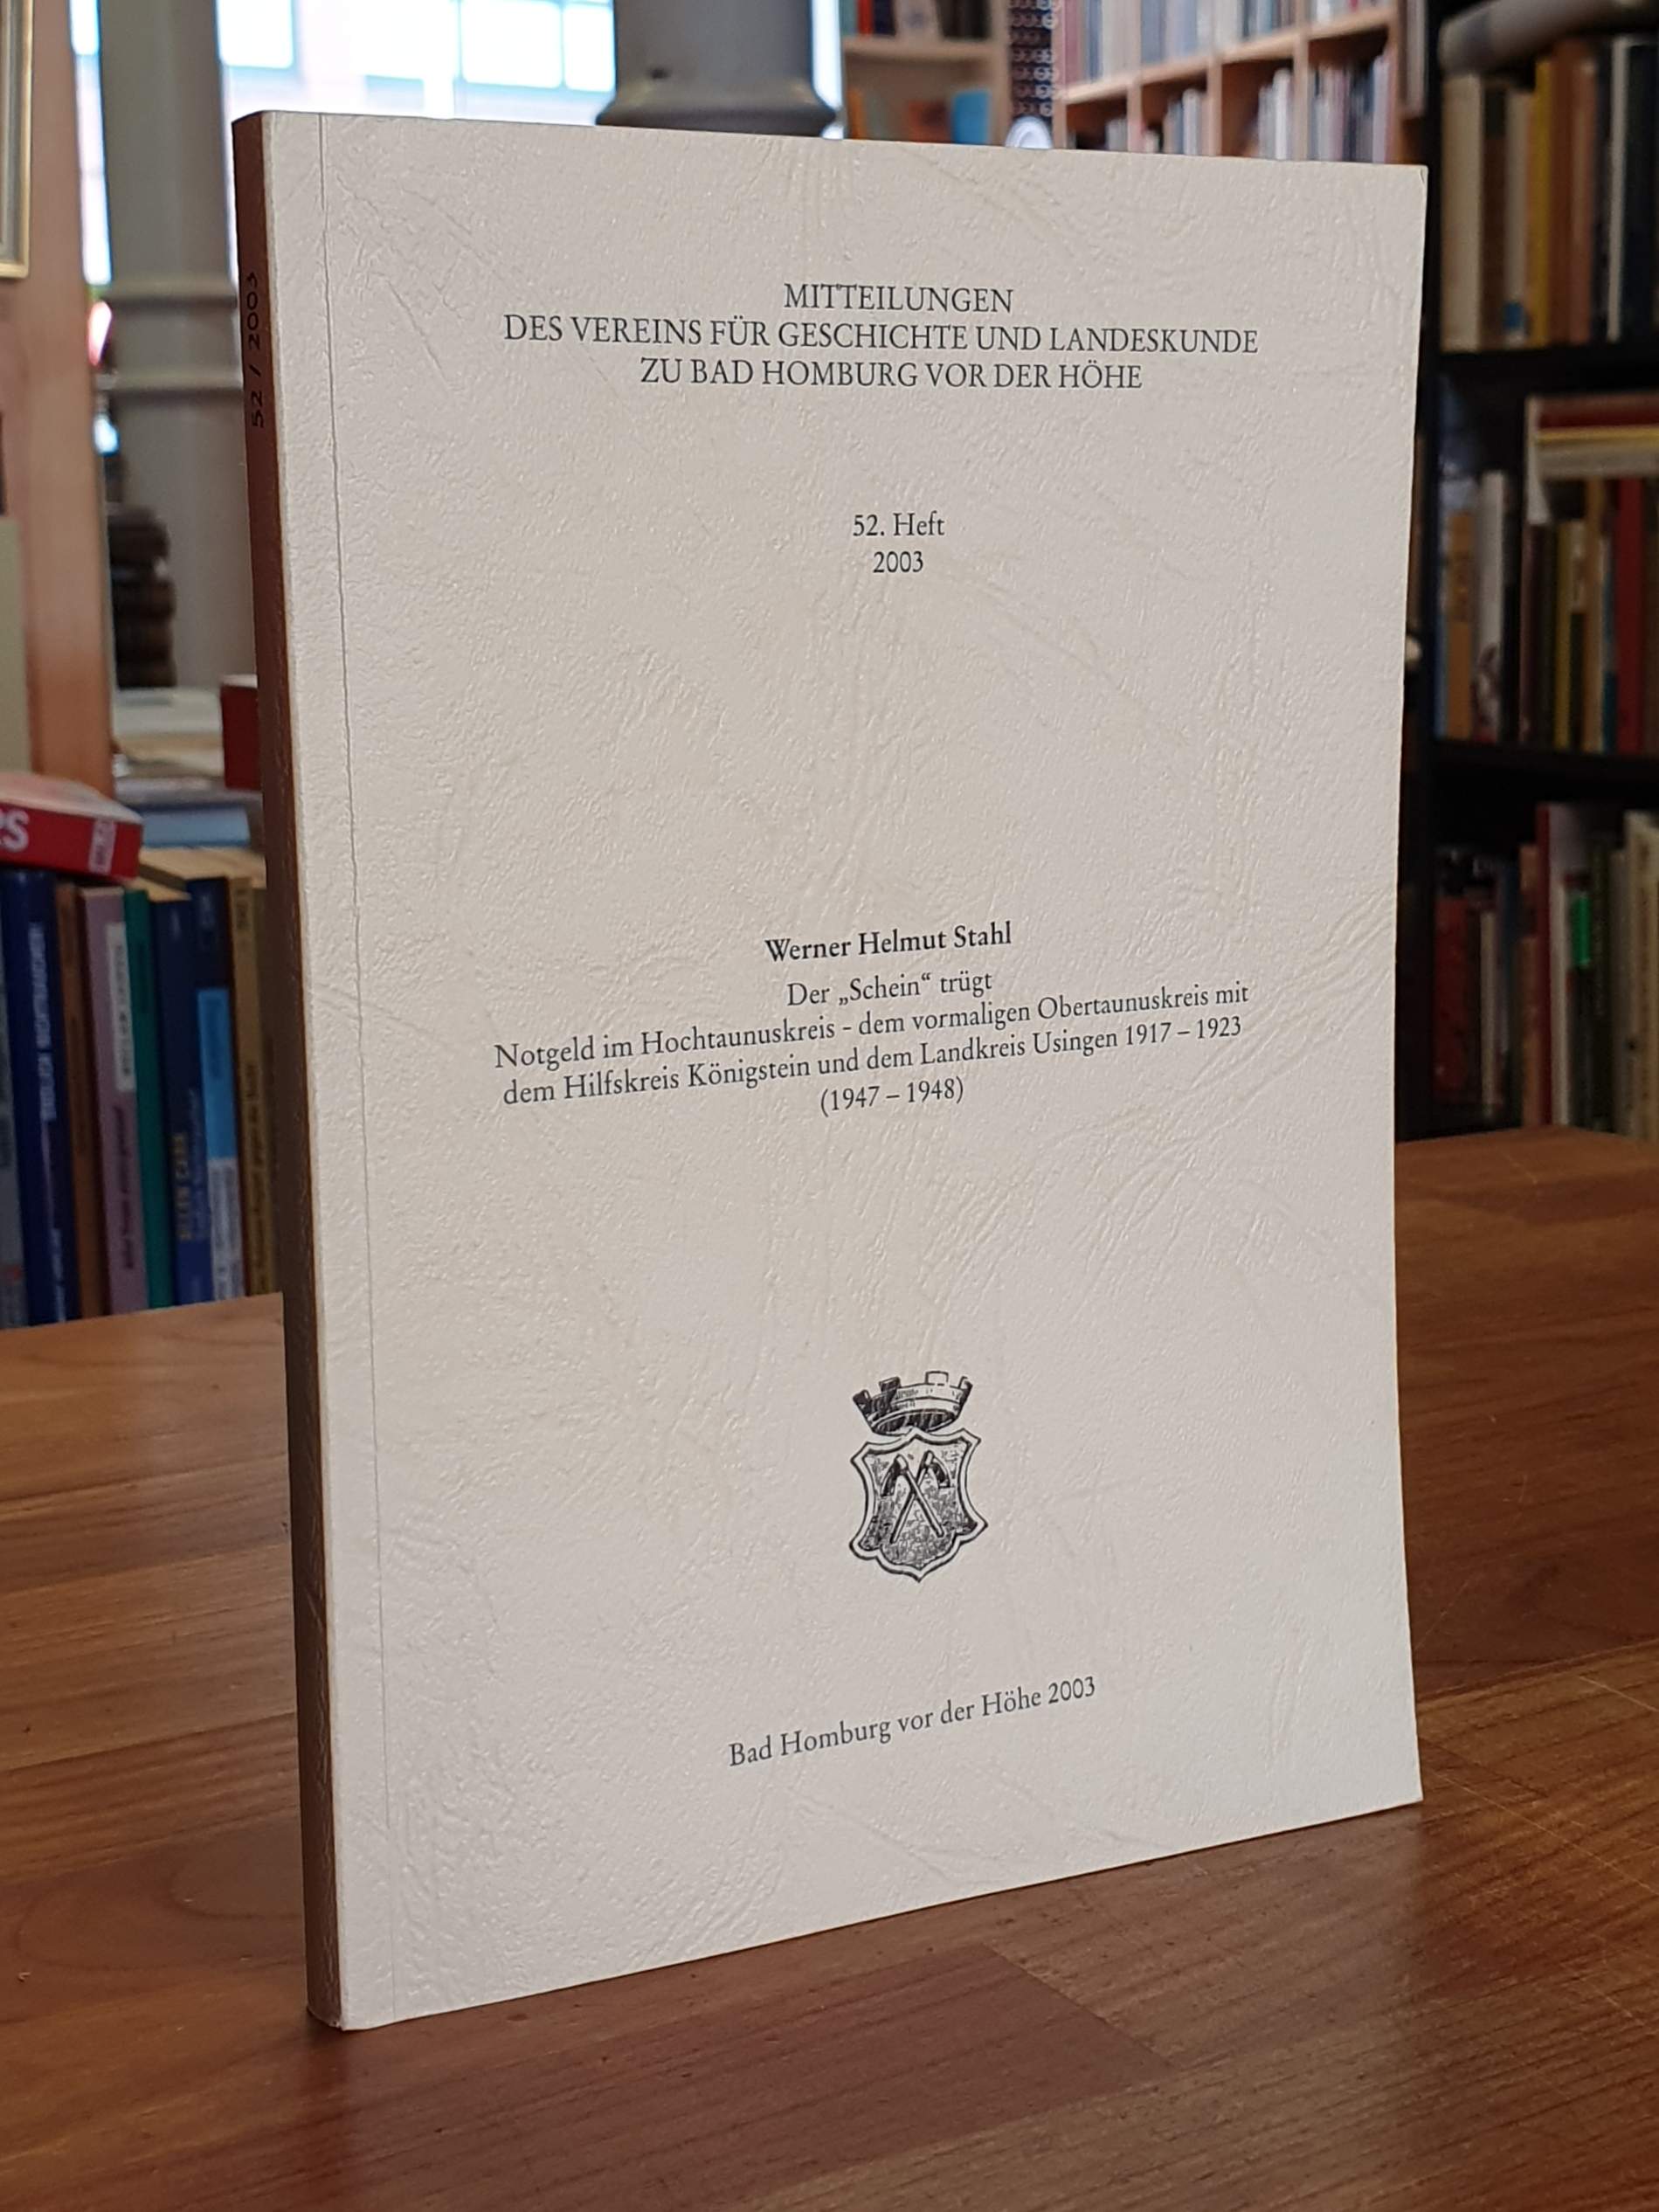 MITTEILUNGEN
DES VEREINS FÜR GESCHICHTE UND LANDESKUNDE
ZU BAD HOMBURG VOR DER HÖHE
52. Heft
2003
Werner Helmut Stahl
Der „Schein“ trügt
Notgeld im Hochtaunuskreis - dem vormaligen Obertaunuskreis mit
dem Hilfskreis Königstein und dem Landkreis Usingen 1917 – 1923
(1947 – 1948)
Bad Homburg vor der Höhe 2003
52 / 2003